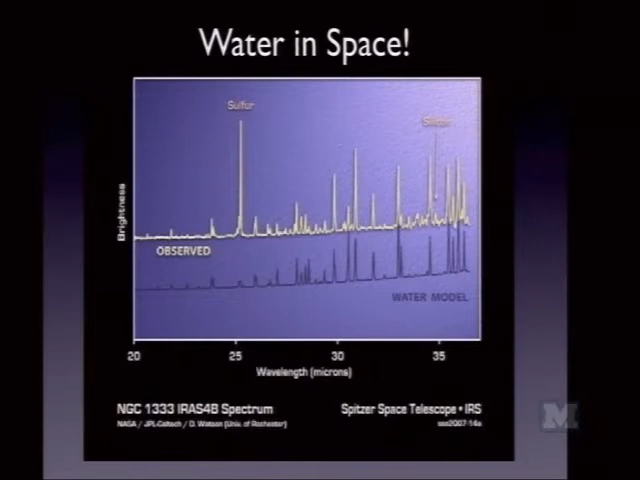 Water in Space!
Sulfur
Silicon
Brightness
OBSERVED
WATER MODEL
20 25 30 35
Wavelength (microns)
NGC 1333 IRAS4B Spectrum Spitzer Space Telescope • IRS
NASA / JPL-Caltech / D. Watson (Univ. of Rochester) ssc2007-14a
M